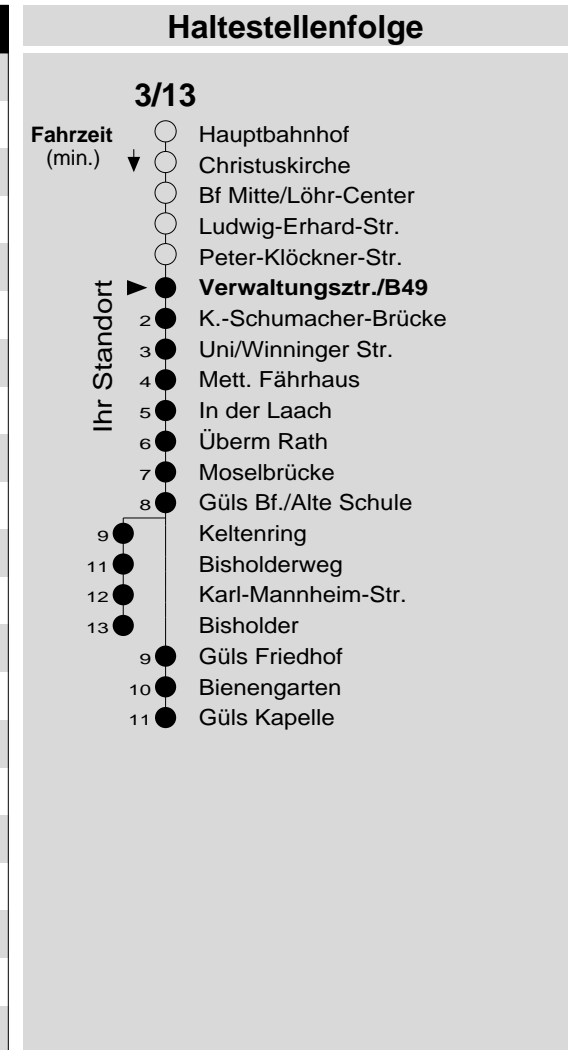 Haltestellenfolge
3/13
Fahrzeit
(min.)
Hauptbahnhof
Christuskirche
Bf Mitte/Löhr-Center
Ludwig-Erhard-Str.
Peter-Klöckner-Str.
Ihr Standort
Verwaltungsztr./B49
2 K.-Schumacher-Brücke
3 Uni/Winninger Str.
4 Mett. Fährhaus
5 In der Laach
6 Überm Rath
7 Moselbrücke
8 Güls Bf./Alte Schule
9 Keltenring
11 Bisholderweg
12 Karl-Mannheim-Str.
13 Bisholder
9 Güls Friedhof
10 Bienengarten
11 Güls Kapelle